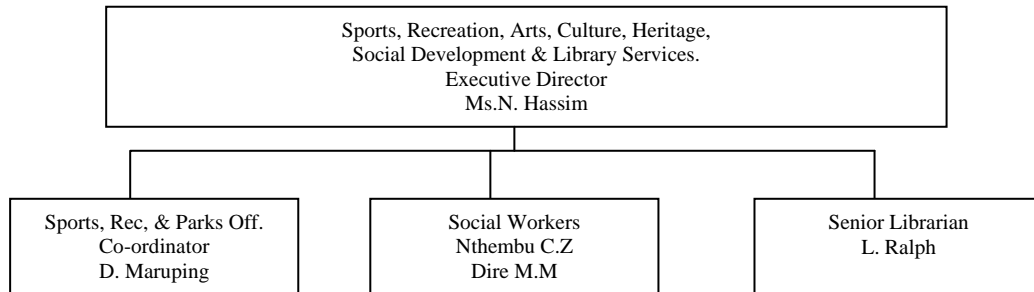 Sports, Recreation, Arts, Culture, Heritage,
Social Development & Library Services.
Executive Director
Ms.N. Hassim
Sports, Rec, & Parks Off.
Co-ordinator
D. Maruping
Social Workers
Nthembu C.Z
Dire M.M
Senior Librarian
L. Ralph